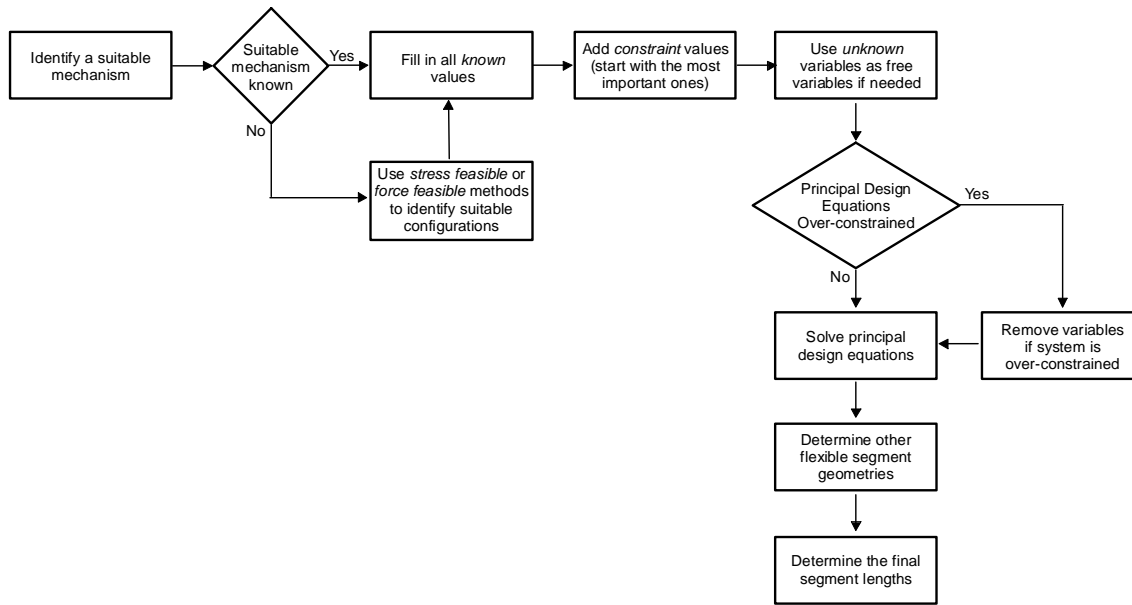 Identify a suitable
mechanism
Suitable
mechanism
known
Yes
No
Fill in all known
values
Use stress feasible or
force feasible methods
to identify suitable
configurations
Add constraint values
(start with the most
important ones)
Use unknown
variables as free
variables if needed
Principal Design
Equations
Over-constrained
Yes
No
Remove variables
if system is
over-constrained
Solve principal
design equations
Determine other
flexible segment
geometries
Determine the final
segment lengths